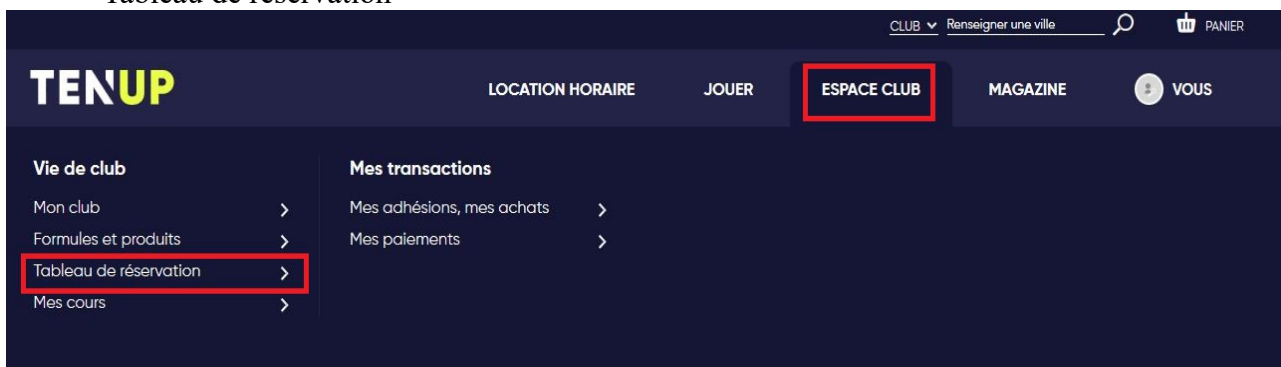 Tableau de réservation
CLUB Renseigner une ville PANIER
TENUP LOCATION HORAIRE JOUER ESPACE CLUB MAGAZINE VOUS
Vie de club
Mon club
Formules et produits
Tableau de réservation
Mes cours
Mes transactions
Mes adhésions, mes achats
Mes paiements